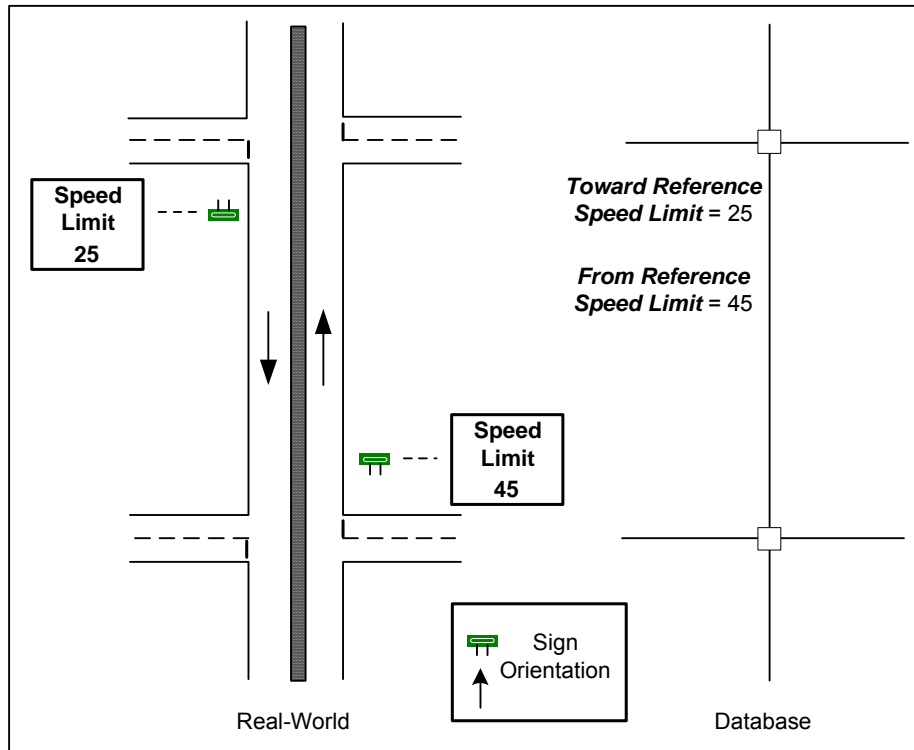 Speed
Limit
25
Toward Reference
Speed Limit = 25
From Reference
Speed Limit = 45
Speed
Limit
45
Sign
Orientation
Real-World
Database